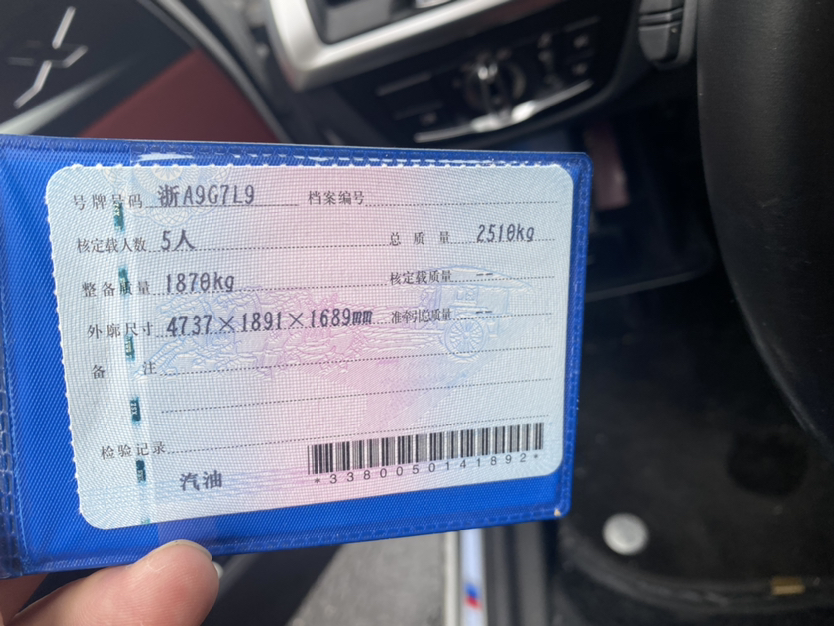 号牌号码 浙A9G7L9 档案编号
核定载人数 5人 总质量 2510kg
整备质量 1870kg 核定载质量 --
外廓尺寸 4737×1891×1689mm 准牵引总质量 --
备注
检验记录
汽油 *3380050141892*